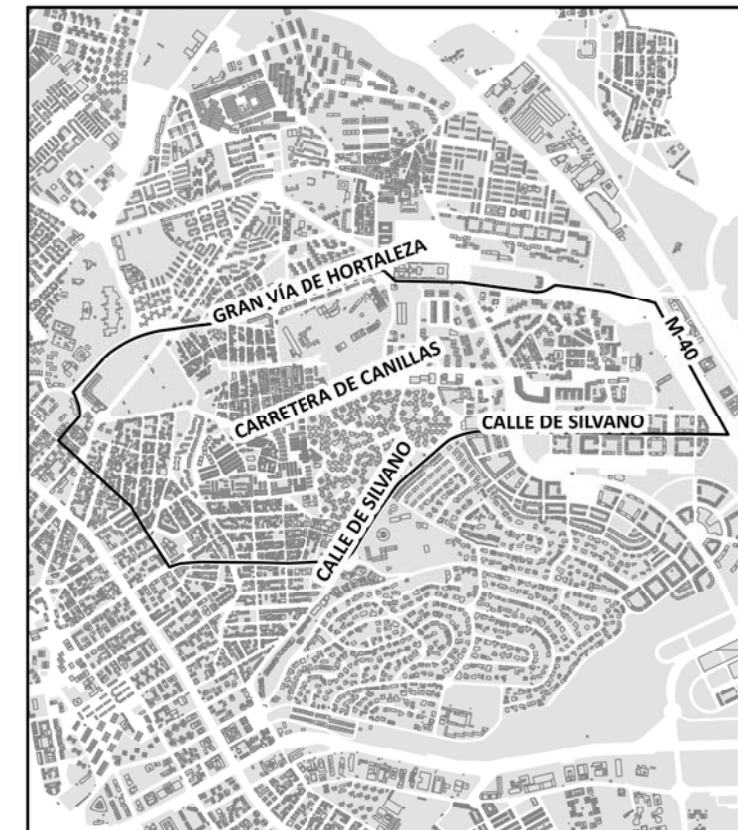 GRAN VÍA DE HORTALEZA
M-40
CARRETERA DE CANILLAS
CALLE DE SILVANO
CALLE DE SILVANO